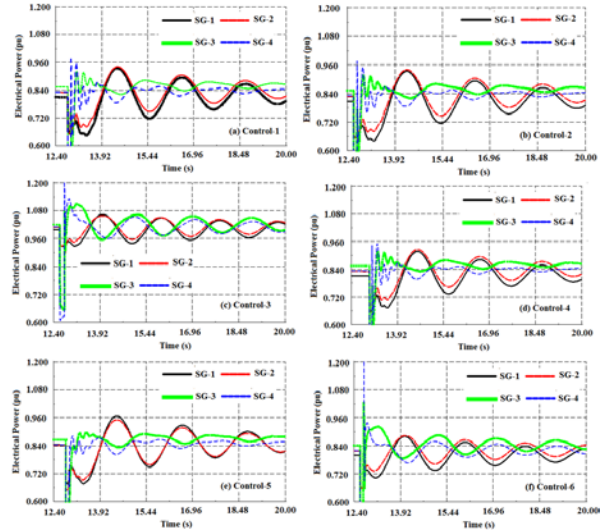 Electrical Power (pu)
1.200
1.080
0.960
0.840
0.720
0.600
SG-1 SG-2
SG-3 SG-4
(a) Control-1
12.40 13.92 15.44 16.96 18.48 20.00
Time (s)
Electrical Power (pu)
1.200
1.080
0.960
0.840
0.720
0.600
SG-1 SG-2
SG-3 SG-4
(b) Control-2
12.40 13.92 15.44 16.96 18.48 20.00
Time (s)
Electrical Power (pu)
1.200
1.080
0.960
0.840
0.720
0.600
SG-1 SG-2
SG-3 SG-4
(c) Control-3
12.40 13.92 15.44 16.96 18.48 20.00
Time (s)
Electrical Power (pu)
1.200
1.080
0.960
0.840
0.720
0.600
SG-1 SG-2
SG-3 SG-4
(d) Control-4
12.40 13.92 15.44 16.96 18.48 20.00
Time (s)
Electrical Power (pu)
1.200
1.080
0.960
0.840
0.720
0.600
SG-1 SG-2
SG-3 SG-4
(e) Control-5
12.40 13.92 15.44 16.96 18.48 20.00
Time (s)
Electrical Power (pu)
1.200
1.080
0.960
0.840
0.720
0.600
SG-1 SG-2
SG-3 SG-4
(f) Control-6
12.40 13.92 15.44 16.96 18.48 20.00
Time (s)